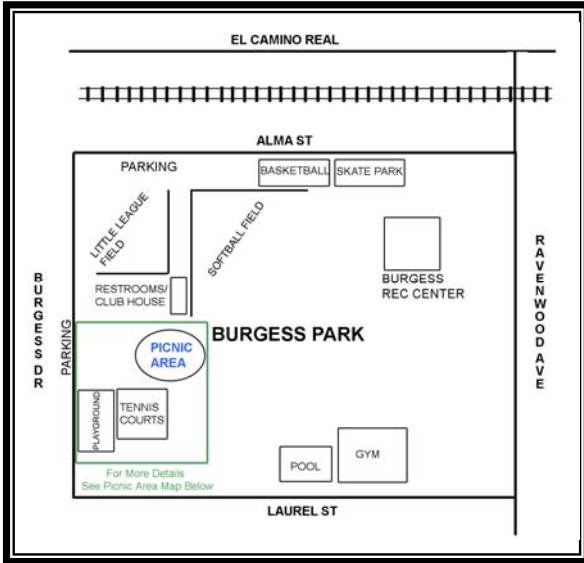 EL CAMINO REAL
ALMA ST
PARKING
BASKETBALL
SKATE PARK
LITTLE LEAGUE
FIELD
SOFTBALL FIELD
RESTROOMS/
CLUB HOUSE
BURGESS
REC CENTER
RAVENWOOD AVE
BURGESS DR
PARKING
BURGESS PARK
PICNIC
AREA
PLAYGROUND
TENNIS
COURTS
POOL
GYM
For More Details
See Picnic Area Map Below
LAUREL ST